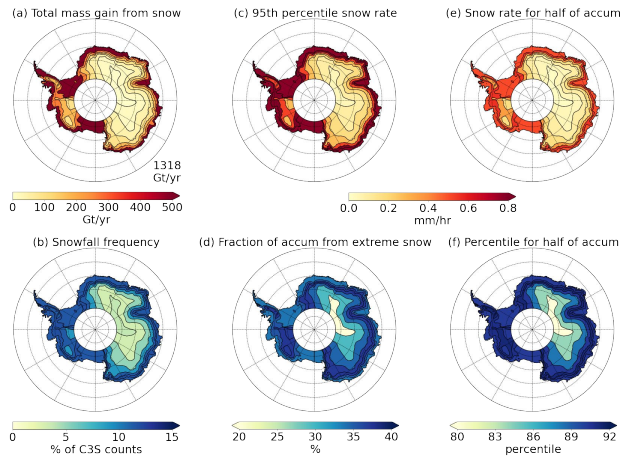 (a) Total mass gain from snow
(c) 95th percentile snow rate
(e) Snow rate for half of accum
1318
Gt/yr
0 100 200 300 400 500
Gt/yr
0.0 0.2 0.4 0.6 0.8
mm/hr
(b) Snowfall frequency
(d) Fraction of accum from extreme snow
(f) Percentile for half of accum
0 5 10 15
% of C3S counts
20 25 30 35 40
%
80 83 86 89 92
percentile